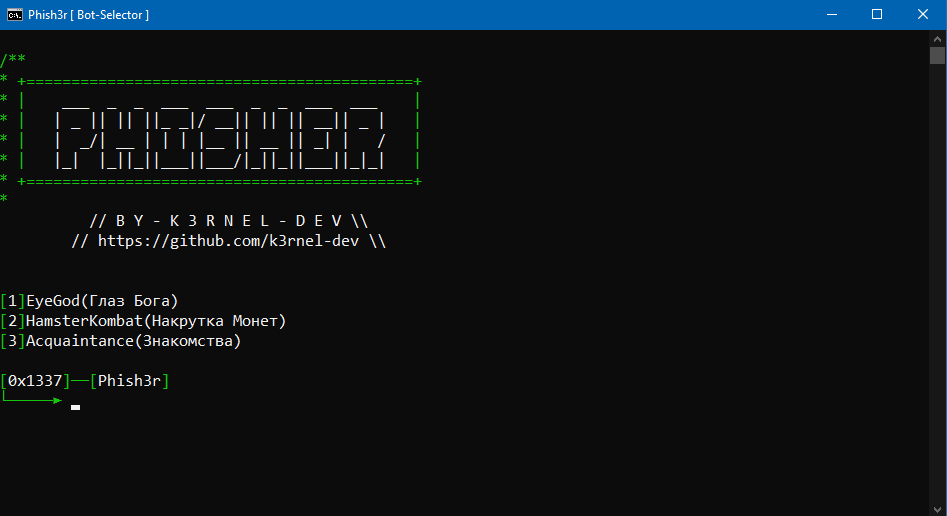 Phish3r [ Bot-Selector ]
/**
* +===========================================+
* | PHISHER |
* +===========================================+
*
// B Y - K 3 R N E L - D E V \\
// https://github.com/k3rnel-dev \\
[1]EyeGod(Глаз Бога)
[2]HamsterKombat(Накрутка Монет)
[3]Acquaintance(Знакомства)
[0x1337]──[Phish3r]
└─────►